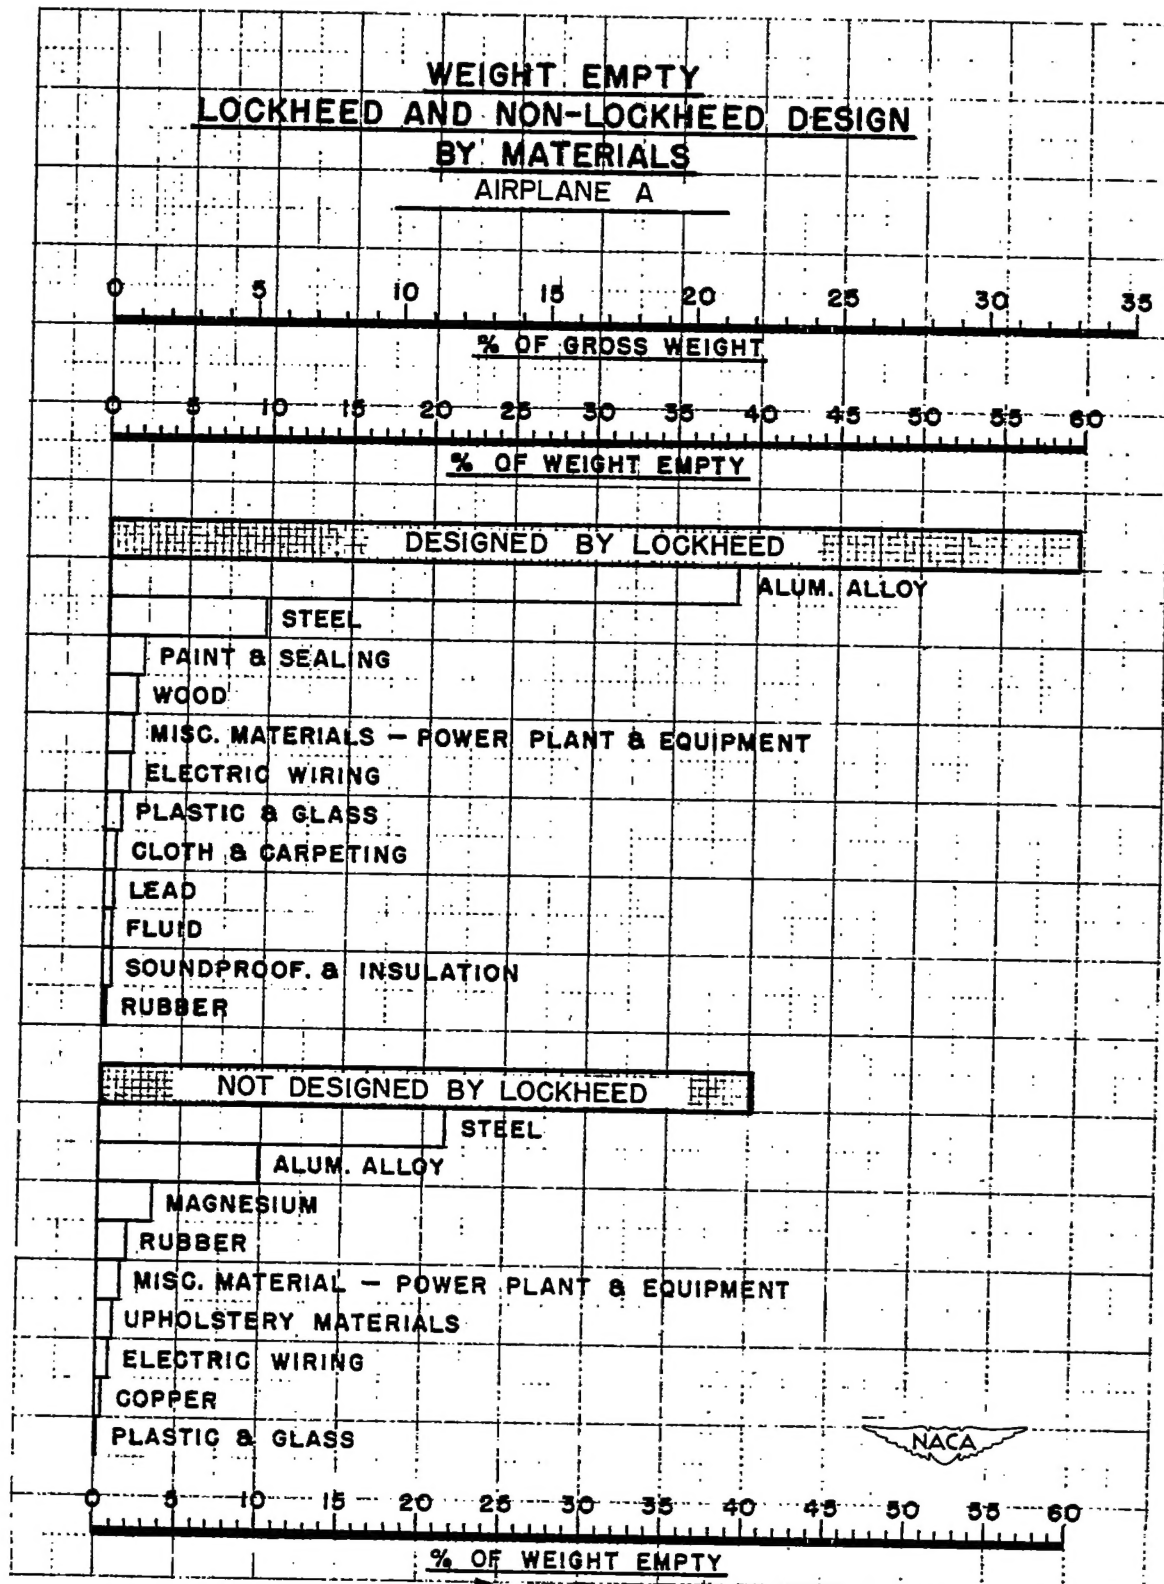 WEIGHT EMPTY
LOCKHEED AND NON-LOCKHEED DESIGN
BY MATERIALS
AIRPLANE A
0 5 10 15 20 25 30 35
% OF GROSS WEIGHT
0 5 10 15 20 25 30 35 40 45 50 55 60
% OF WEIGHT EMPTY
DESIGNED BY LOCKHEED
ALUM. ALLOY
STEEL
PAINT & SEALING
WOOD
MISC. MATERIALS — POWER PLANT & EQUIPMENT
ELECTRIC WIRING
PLASTIC & GLASS
CLOTH & CARPETING
LEAD
FLUID
SOUNDPROOF. & INSULATION
RUBBER
NOT DESIGNED BY LOCKHEED
STEEL
ALUM. ALLOY
MAGNESIUM
RUBBER
MISC. MATERIAL — POWER PLANT & EQUIPMENT
UPHOLSTERY MATERIALS
ELECTRIC WIRING
COPPER
PLASTIC & GLASS
NACA
0 5 10 15 20 25 30 35 40 45 50 55 60
% OF WEIGHT EMPTY